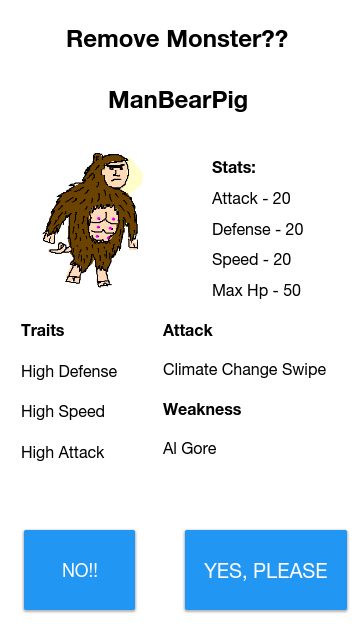 Remove Monster??
ManBearPig
Stats:
Attack - 20
Defense - 20
Speed - 20
Max Hp - 50
Traits
High Defense
High Speed
High Attack
Attack
Climate Change Swipe
Weakness
Al Gore
NO!!
YES, PLEASE